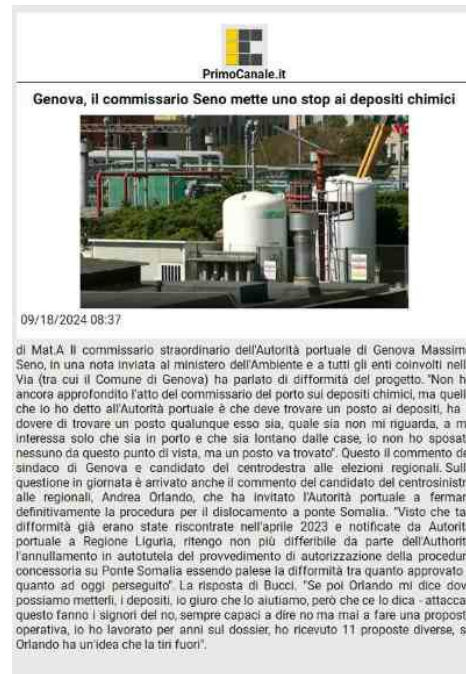 PrimoCanale.it
Genova, il commissario Seno mette uno stop ai depositi chimici
09/18/2024 08:37
di Mat.A Il commissario straordinario dell'Autorità portuale di Genova Massim
Seno, in una nota inviata al ministero dell'Ambiente e a tutti gli enti coinvolti nell
Via (tra cui il Comune di Genova) ha parlato di difformità del progetto. "Non h
ancora approfondito l'atto del commissario del porto sui depositi chimici, ma quell
che io ho detto all'Autorità portuale è che deve trovare un posto ai depositi, ha
dovere di trovare un posto qualunque esso sia, quale sia non mi riguarda, a m
interessa solo che sia in porto e che sia lontano dalle case, io non ho sposat
nessuno da questo punto di vista, ma un posto va trovato". Questo il commento de
sindaco di Genova e candidato del centrodestra alle elezioni regionali. Sull
questione in giornata è arrivato anche il commento del candidato del centrosinistr
alle regionali, Andrea Orlando, che ha invitato l'Autorità portuale a fermar
definitivamente la procedura per il dislocamento a ponte Somalia. "Visto che ta
difformità già erano state riscontrate nell'aprile 2023 e notificate da Autorit
portuale a Regione Liguria, ritengo non più differibile da parte dell'Authorit
l'annullamento in autotutela del provvedimento di autorizzazione della procedur
concessoria su Ponte Somalia essendo palese la difformità tra quanto approvato
quanto ad oggi perseguito". La risposta di Bucci. "Se poi Orlando mi dice dov
possiamo metterli, i depositi, io giuro che lo aiutiamo, però che ce lo dica - attacca
questo fanno i signori del no, sempre capaci a dire no ma mai a fare una propost
operativa, io ho lavorato per anni sul dossier, ho ricevuto 11 proposte diverse, s
Orlando ha un'idea che la tiri fuori".